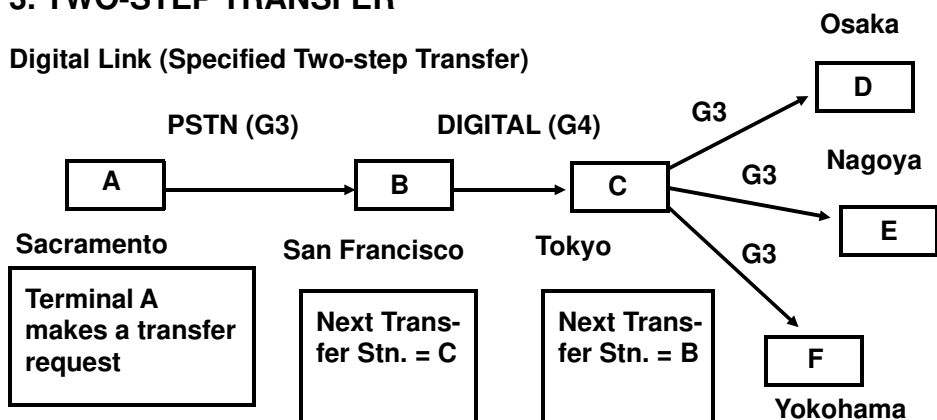 3. TWO-STEP TRANSFER
Osaka
Digital Link (Specified Two-step Transfer)
D
PSTN (G3)
DIGITAL (G4)
G3
Nagoya
A
B
C
G3
E
Sacramento
San Francisco
Tokyo
G3
Terminal A
makes a transfer
request
Next Trans-
fer Stn. = C
Next Trans-
fer Stn. = B
F
Yokohama